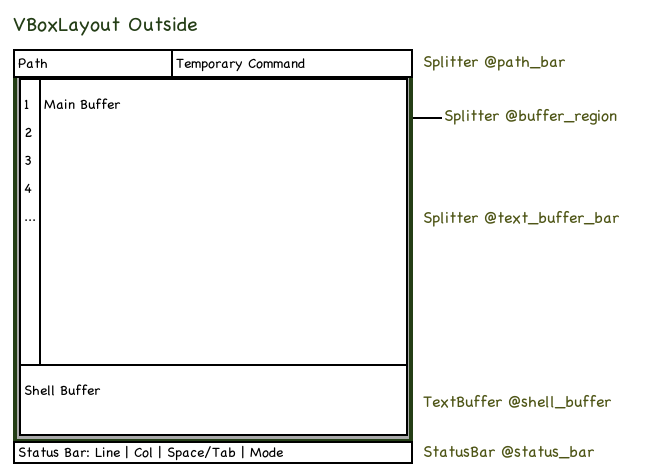 VBoxLayout Outside
Path
Temporary Command
Splitter @path_bar
1
Main Buffer
Splitter @buffer_region
2
3
4
...
Splitter @text_buffer_bar
Shell Buffer
TextBuffer @shell_buffer
Status Bar: Line | Col | Space/Tab | Mode
StatusBar @status_bar